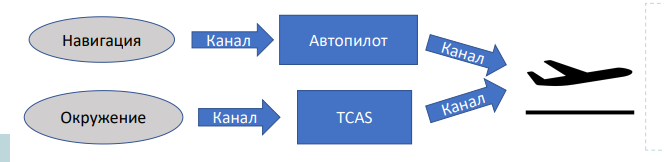 Навигация
Канал
Автопилот
Канал
Окружение
Канал
TCAS
Канал